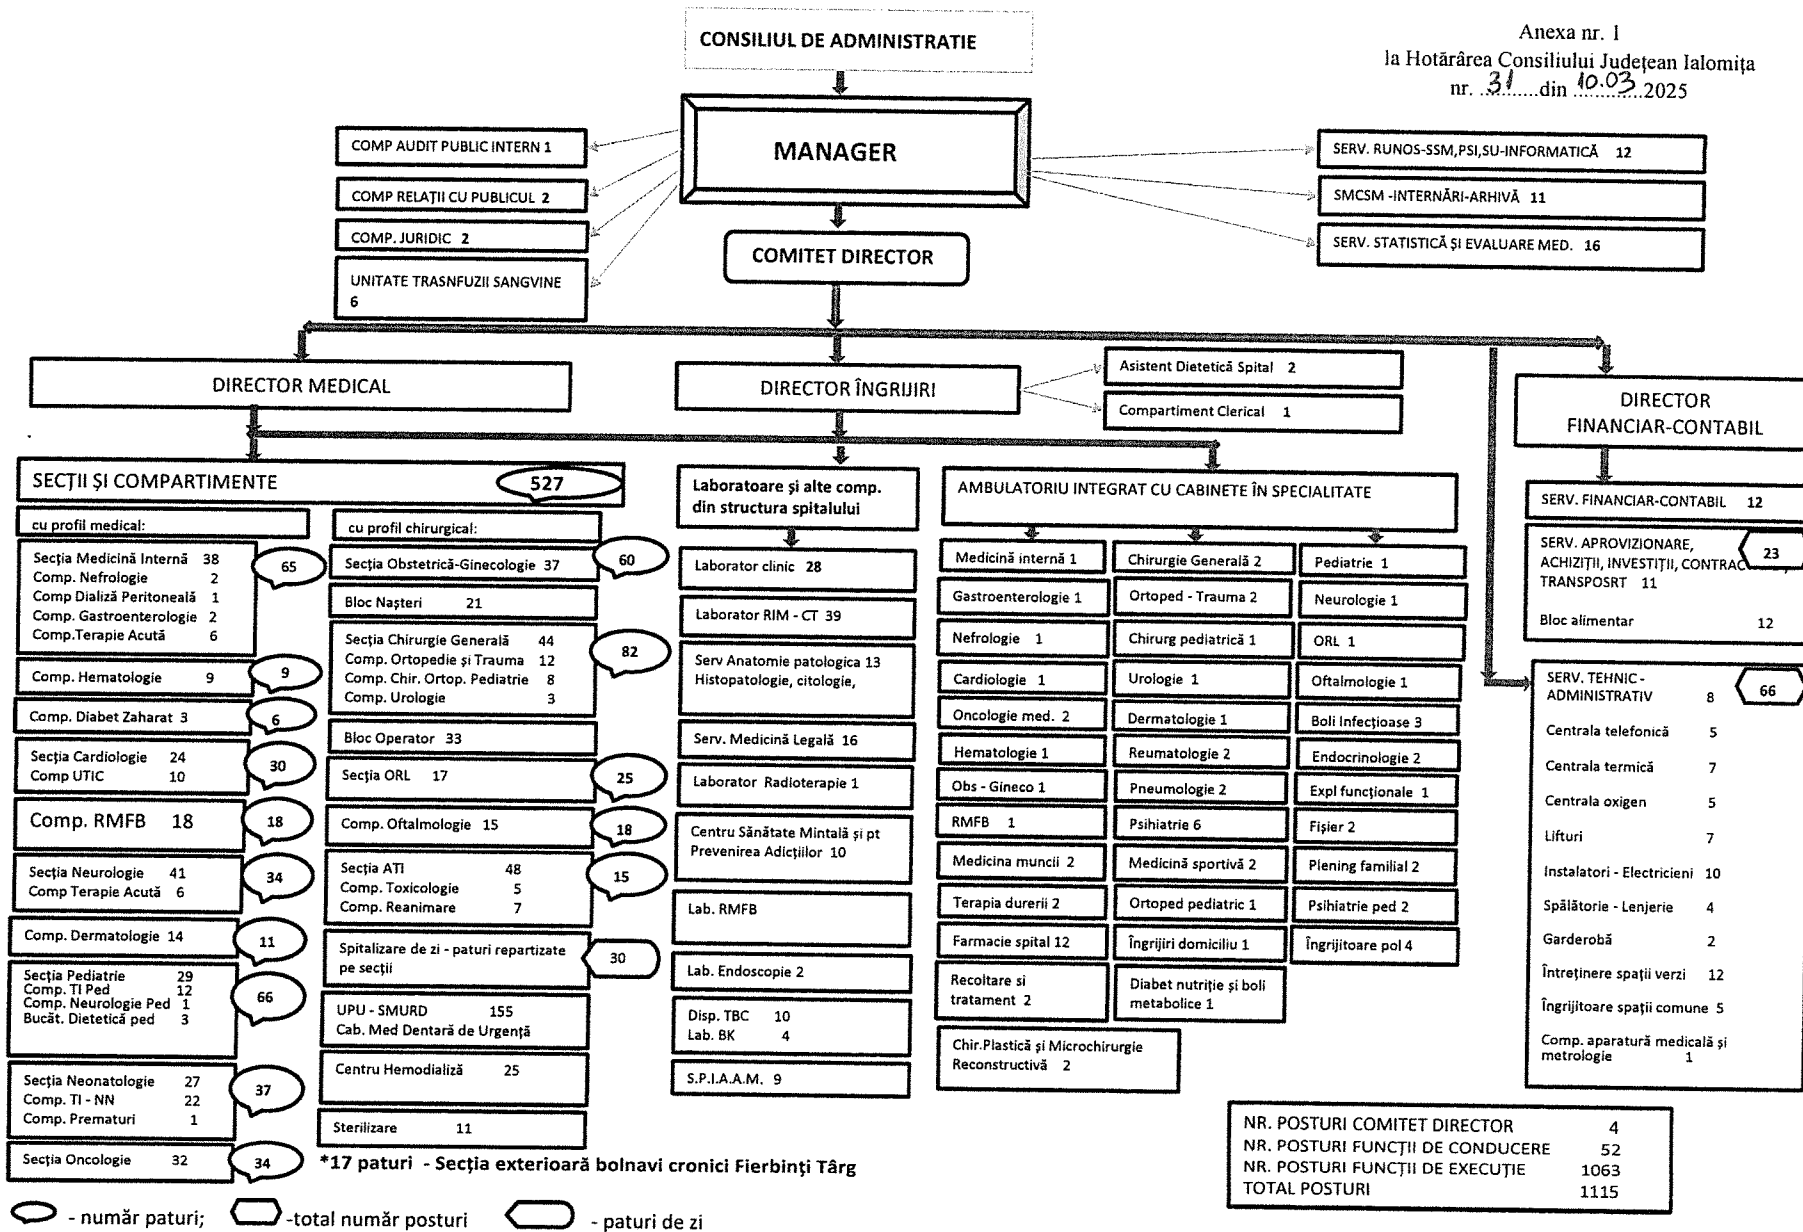 Anexa nr. 1
la Hotărârea Consiliului Județean Ialomița
nr. 31 din 10.03.2025
CONSILIUL DE ADMINISTRATIE
MANAGER
COMP AUDIT PUBLIC INTERN 1
COMP RELAȚII CU PUBLICUL 2
COMP. JURIDIC 2
UNITATE TRASNFUZII SANGVINE
6
SERV. RUNOS-SSM,PSI,SU-INFORMATICĂ 12
SMCSM -INTERNĂRI-ARHIVĂ 11
SERV. STATISTICĂ ȘI EVALUARE MED. 16
COMITET DIRECTOR
DIRECTOR MEDICAL
DIRECTOR ÎNGRIJIRI
Asistent Dietetică Spital 2
Compartiment Clerical 1
DIRECTOR
FINANCIAR-CONTABIL
SECȚII ȘI COMPARTIMENTE 527
cu profil medical:
Secția Medicină Internă 38
Comp. Nefrologie 2
Comp Dializă Peritoneală 1
Comp. Gastroenterologie 2
Comp.Terapie Acută 6
65
Comp. Hematologie 9
9
Comp. Diabet Zaharat 3
6
Secția Cardiologie 24
Comp UTIC 10
30
Comp. RMFB 18
18
Secția Neurologie 41
Comp Terapie Acută 6
34
Comp. Dermatologie 14
11
Secția Pediatrie 29
Comp. TI Ped 12
Comp. Neurologie Ped 1
Bucăt. Dietetică ped 3
66
Secția Neonatologie 27
Comp. TI - NN 22
Comp. Prematuri 1
37
Secția Oncologie 32
34
cu profil chirurgical:
Secția Obstetrică-Ginecologie 37
60
Bloc Nașteri 21
Secția Chirurgie Generală 44
Comp. Ortopedie și Trauma 12
Comp. Chir. Ortop. Pediatrie 8
Comp. Urologie 3
82
Bloc Operator 33
Secția ORL 17
25
Comp. Oftalmologie 15
18
Secția ATI 48
Comp. Toxicologie 5
Comp. Reanimare 7
15
Spitalizare de zi - paturi repartizate
pe secții
30
UPU - SMURD 155
Cab. Med Dentară de Urgență
Centru Hemodializă 25
Sterilizare 11
*17 paturi - Secția exterioară bolnavi cronici Fierbinți Târg
Laboratoare și alte comp.
din structura spitalului
Laborator clinic 28
Laborator RIM - CT 39
Serv Anatomie patologica 13
Histopatologie, citologie,
Serv. Medicină Legală 16
Laborator Radioterapie 1
Centru Sănătate Mintală și pt
Prevenirea Adicțiilor 10
Lab. RMFB
Lab. Endoscopie 2
Disp. TBC 10
Lab. BK 4
S.P.I.A.A.M. 9
AMBULATORIU INTEGRAT CU CABINETE ÎN SPECIALITATE
Medicină internă 1
Gastroenterologie 1
Nefrologie 1
Cardiologie 1
Oncologie med. 2
Hematologie 1
Obs - Gineco 1
RMFB 1
Medicina muncii 2
Terapia durerii 2
Farmacie spital 12
Recoltare si
tratament 2
Chir.Plastică și Microchirurgie
Reconstructivă 2
Chirurgie Generală 2
Ortoped - Trauma 2
Chirurg pediatrică 1
Urologie 1
Dermatologie 1
Reumatologie 2
Pneumologie 2
Psihiatrie 6
Medicină sportivă 2
Ortoped pediatric 1
Îngrijiri domiciliu 1
Diabet nutriție și boli
metabolice 1
Pediatrie 1
Neurologie 1
ORL 1
Oftalmologie 1
Boli Infecțioase 3
Endocrinologie 2
Expl funcționale 1
Fișier 2
Plening familial 2
Psihiatrie ped 2
Îngrijitoare pol 4
SERV. FINANCIAR-CONTABIL 12
SERV. APROVIZIONARE,
ACHIZIȚII, INVESTIȚII, CONTRAC
TRANSPOSRT 11
23
Bloc alimentar 12
SERV. TEHNIC -
ADMINISTRATIV 8
66
Centrala telefonică 5
Centrala termică 7
Centrala oxigen 5
Lifturi 7
Instalatori - Electricieni 10
Spălătorie - Lenjerie 4
Garderobă 2
Întreținere spații verzi 12
Îngrijitoare spații comune 5
Comp. aparatură medicală și
metrologie 1
NR. POSTURI COMITET DIRECTOR 4
NR. POSTURI FUNCȚII DE CONDUCERE 52
NR. POSTURI FUNCȚII DE EXECUȚIE 1063
TOTAL POSTURI 1115
- număr paturi; -total număr posturi - paturi de zi